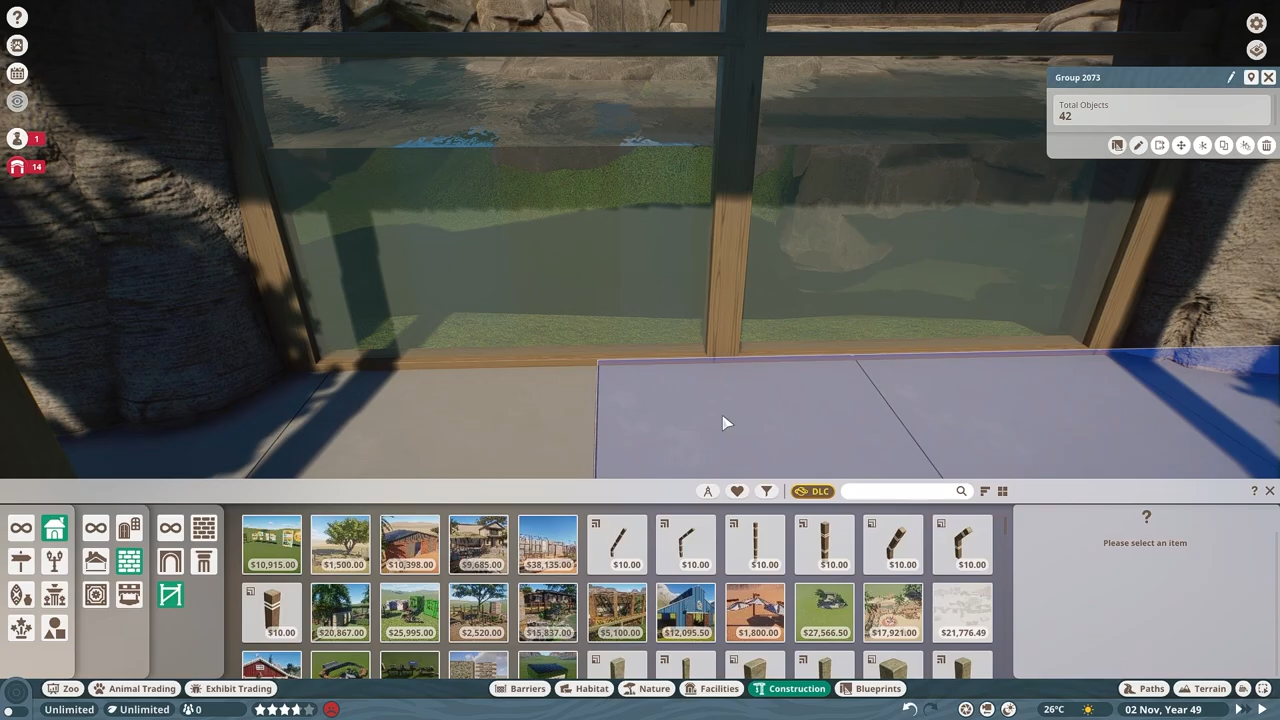 Group 2073
Total Objects
42
1
14
DLC
Please select an item
$10,915.00
$1,500.00
$10,398.00
$9,685.00
$38,135.00
$10.00
$10.00
$10.00
$10.00
$10.00
$10.00
$10.00
$20,867.00
$25,995.00
$2,520.00
$15,837.00
$5,100.00
$12,095.50
$1,800.00
$27,566.50
$17,921.00
$21,776.49
Zoo
Animal Trading
Exhibit Trading
Barriers
Habitat
Nature
Facilities
Construction
Blueprints
Paths
Terrain
Unlimited
Unlimited
0
26°C
02 Nov, Year 49